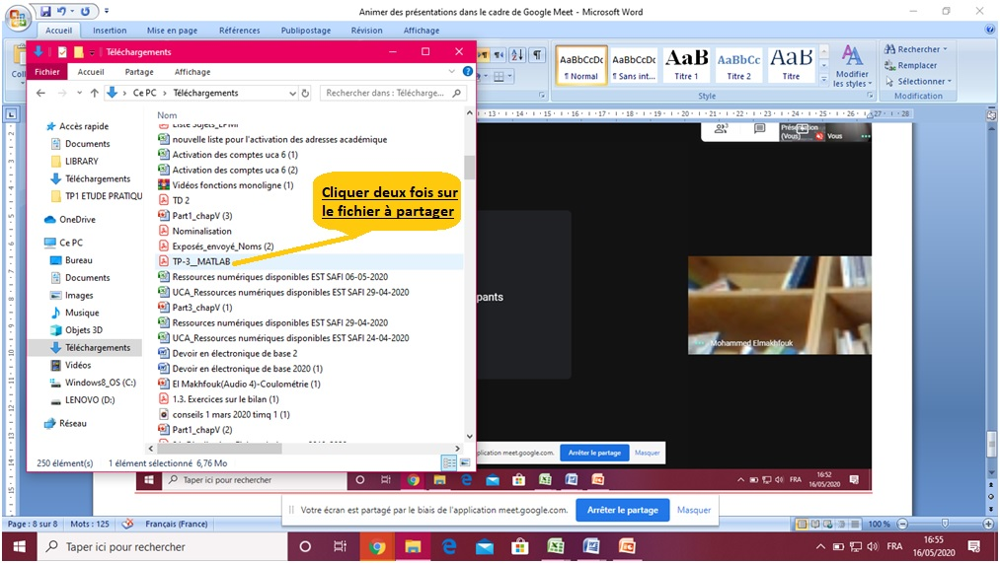 Animer des présentations dans le cadre de Google Meet - Microsoft Word
Accueil Insertion Mise en page Références Publipostage Révision Affichage
Téléchargements
Fichier Accueil Partage Affichage
Ce PC > Téléchargements
Rechercher dans : Télécharge...
AaBbCcDc AaBbCcDc AaBb AaBbCc AaBb
¶ Normal ¶ Sans int... Titre 1 Titre 2 Titre
Modifier les styles
Style
Rechercher
Remplacer
Sélectionner
Modification
Accès rapide
Documents
LIBRARY
Téléchargements
TP1 ETUDE PRATIQU
OneDrive
Ce PC
Bureau
Documents
Images
Musique
Objets 3D
Téléchargements
Vidéos
Windows8_OS (C:)
LENOVO (D:)
Réseau
Nom
Liste Sujets_EPMI
nouvelle liste pour l'activation des adresses académique
Activation des comptes uca 6 (1)
Activation des comptes uca 6 (2)
Vidéos fonctions monoligne (1)
TD 2
Part1_chapV (3)
Nominalisation
Exposés_envoyé_Noms (2)
TP-3__MATLAB
Ressources numériques disponibles EST SAFI 06-05-2020
UCA_Ressources numériques disponibles EST SAFI 29-04-2020
Part3_chapV (1)
Ressources numériques disponibles EST SAFI 29-04-2020
UCA_Ressources numériques disponibles EST SAFI 24-04-2020
Devoir en électronique de base 2
Devoir en électronique de base 2020 (1)
El Makhfouk(Audio 4)-Coulométrie (1)
1.3. Exercices sur le bilan (1)
conseils 1 mars 2020 timq 1 (1)
Part1_chapV (2)
Cliquer deux fois sur
le fichier à partager
250 élément(s) 1 élément sélectionné 6,76 Mo
(Vous)
Vous
pants
Mohammed Elmakhfouk
plication meet.google.com. Arrêter le partage Masquer
Taper ici pour rechercher
FRA
16:52
16/05/2020
Votre écran est partagé par le biais de l'application meet.google.com. Arrêter le partage Masquer
Page : 8 sur 8 Mots : 125 Français (France)
100 %
Taper ici pour rechercher
FRA
16:55
16/05/2020